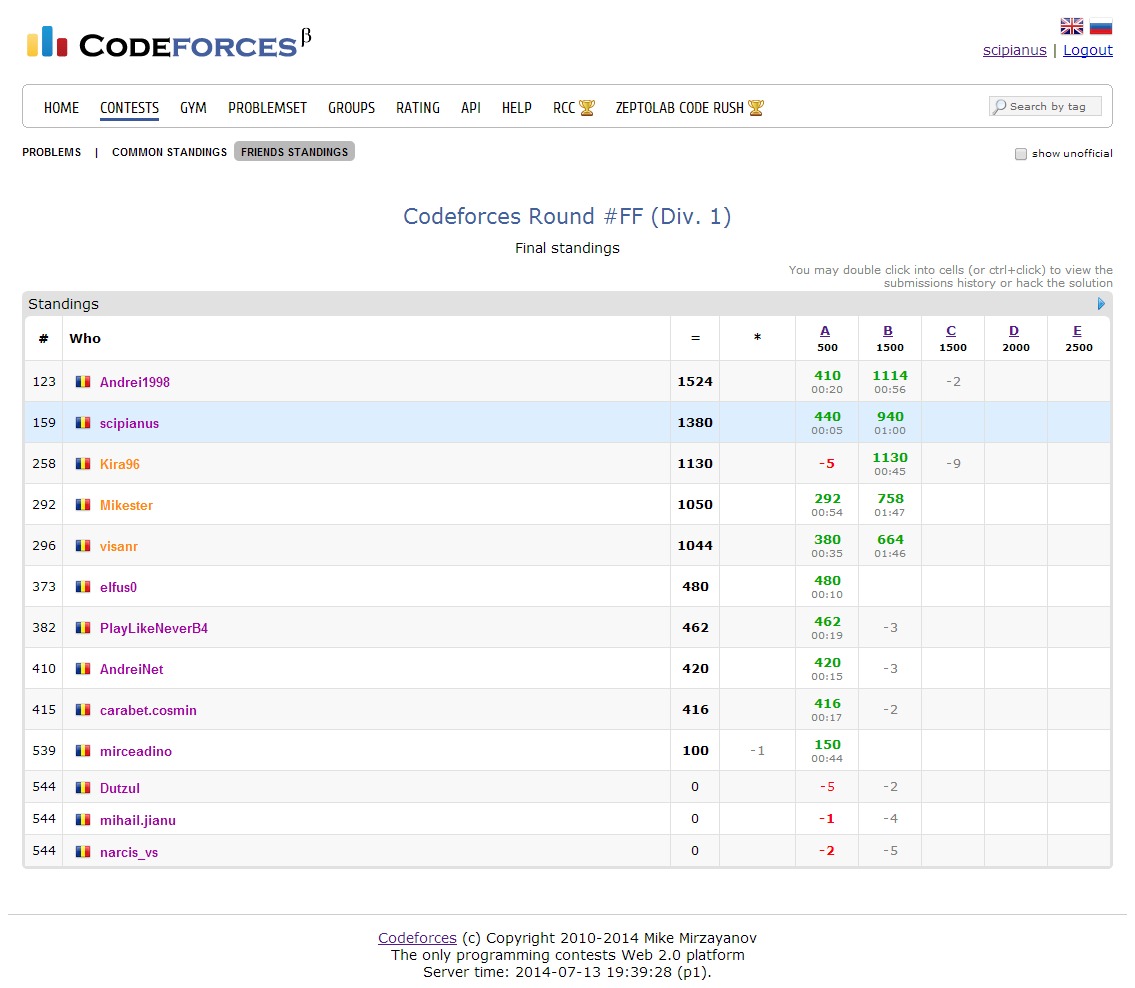 CODEFORCES β
scipianus | Logout
HOME CONTESTS GYM PROBLEMSET GROUPS RATING API HELP RCC ZEPTOLAB CODE RUSH Search by tag
PROBLEMS | COMMON STANDINGS FRIENDS STANDINGS show unofficial
Codeforces Round #FF (Div. 1)
Final standings
You may double click into cells (or ctrl+click) to view the
submissions history or hack the solution
Standings
# Who = * A B C D E
500 1500 1500 2000 2500
123 Andrei1998 1524 410 1114 -2
00:20 00:56
159 scipianus 1380 440 940
00:05 01:00
258 Kira96 1130 -5 1130 -9
00:45
292 Mikester 1050 292 758
00:54 01:47
296 visanr 1044 380 664
00:35 01:46
373 elfus0 480 480
00:10
382 PlayLikeNeverB4 462 462 -3
00:19
410 AndreiNet 420 420 -3
00:15
415 carabet.cosmin 416 416 -2
00:17
539 mirceadino 100 -1 150
00:44
544 Dutzul 0 -5 -2
544 mihail.jianu 0 -1 -4
544 narcis_vs 0 -2 -5
Codeforces (c) Copyright 2010-2014 Mike Mirzayanov
The only programming contests Web 2.0 platform
Server time: 2014-07-13 19:39:28 (p1).